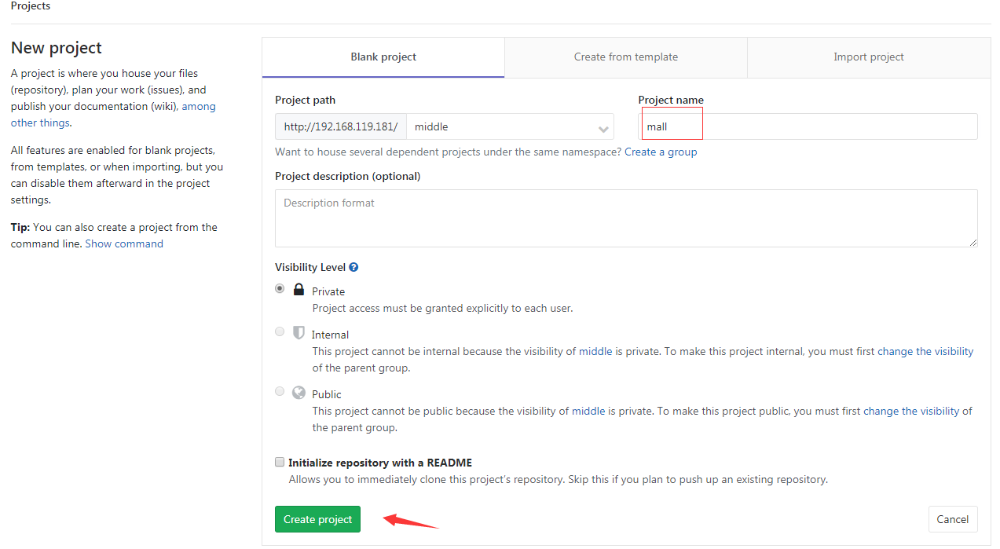 Projects
New project
A project is where you house your files
(repository), plan your work (issues), and
publish your documentation (wiki), among
other things.
All features are enabled for blank projects,
from templates, or when importing, but you
can disable them afterward in the project
settings.
Tip: You can also create a project from the
command line. Show command
Blank project
Create from template
Import project
Project path
Project name
http://192.168.119.181/
middle
mall
Want to house several dependent projects under the same namespace? Create a group
Project description (optional)
Description format
Visibility Level ?
Private
Project access must be granted explicitly to each user.
Internal
This project cannot be internal because the visibility of middle is private. To make this project internal, you must first change the visibility
of the parent group.
Public
This project cannot be public because the visibility of middle is private. To make this project public, you must first change the visibility of
the parent group.
Initialize repository with a README
Allows you to immediately clone this project's repository. Skip this if you plan to push up an existing repository.
Create project
Cancel